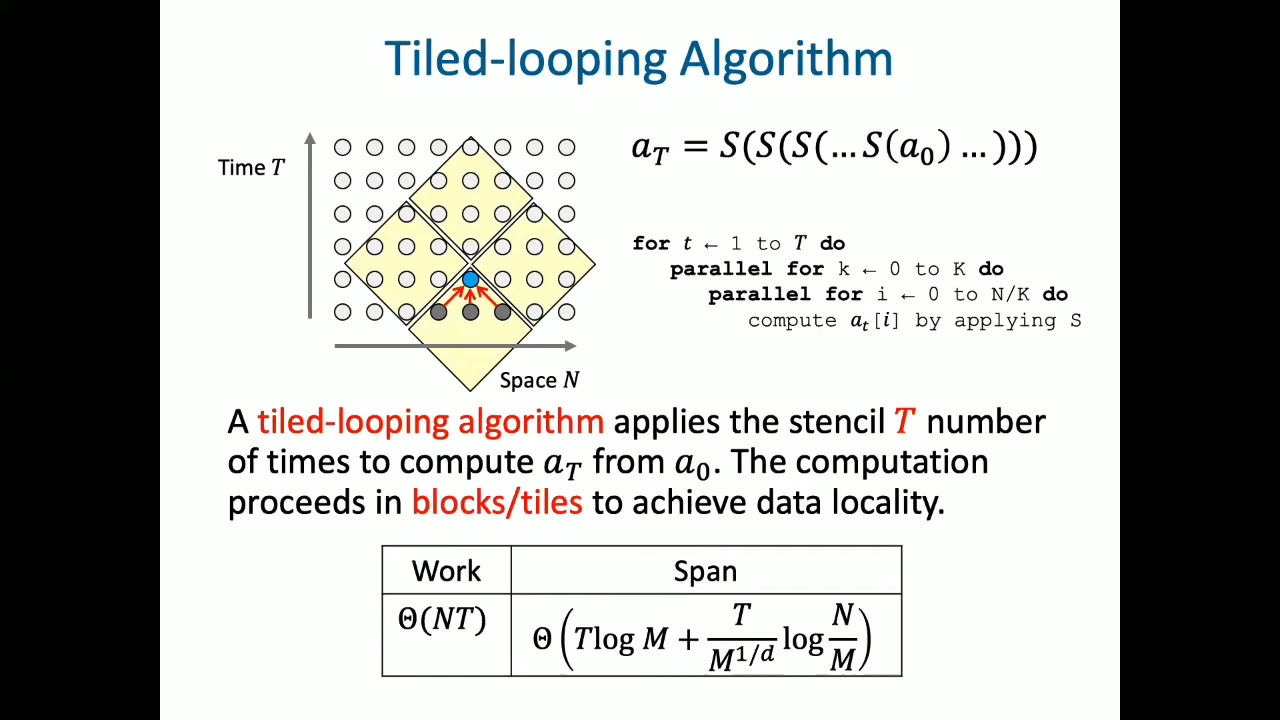 Tiled-looping Algorithm
Time T
a_T = S(S(S(…S(a_0) …)))
for t ← 1 to T do
parallel for k ← 0 to K do
parallel for i ← 0 to N/K do
compute a_t[i] by applying S
Space N
A tiled-looping algorithm applies the stencil T number
of times to compute a_T from a_0. The computation
proceeds in blocks/tiles to achieve data locality.
Work Span
Θ(NT) Θ(T log M + T/M^{1/d} log N/M)